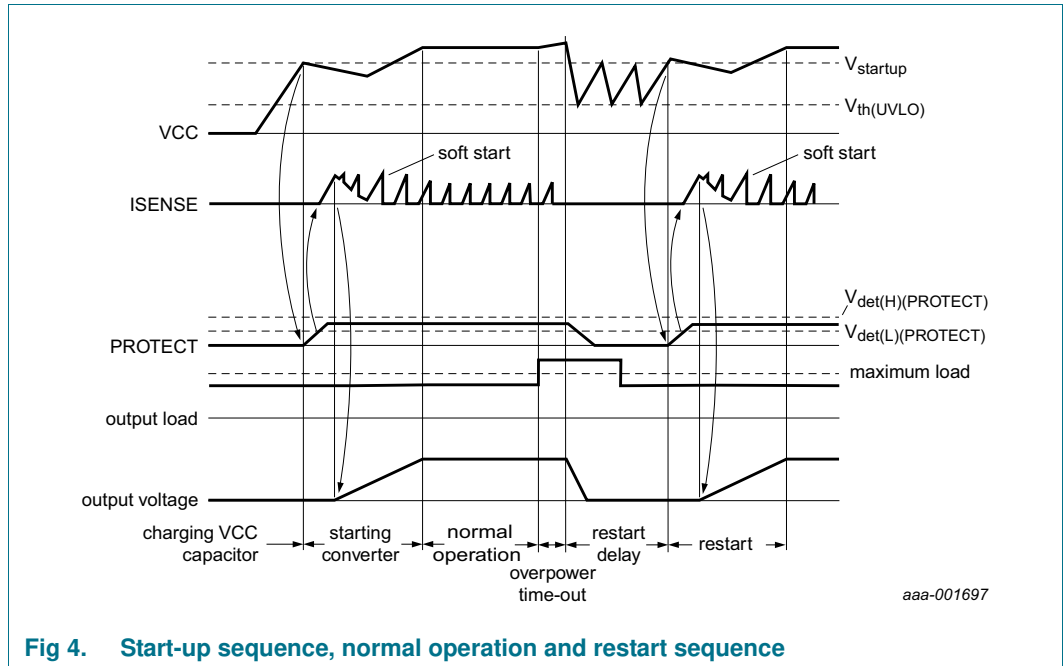 V_startup
V_th(UVLO)
VCC
soft start
soft start
ISENSE
V_det(H)(PROTECT)
V_det(L)(PROTECT)
PROTECT
maximum load
output load
output voltage
charging VCC
capacitor
starting
converter
normal
operation
overpower
time-out
restart
delay
restart
aaa-001697
Fig 4. Start-up sequence, normal operation and restart sequence